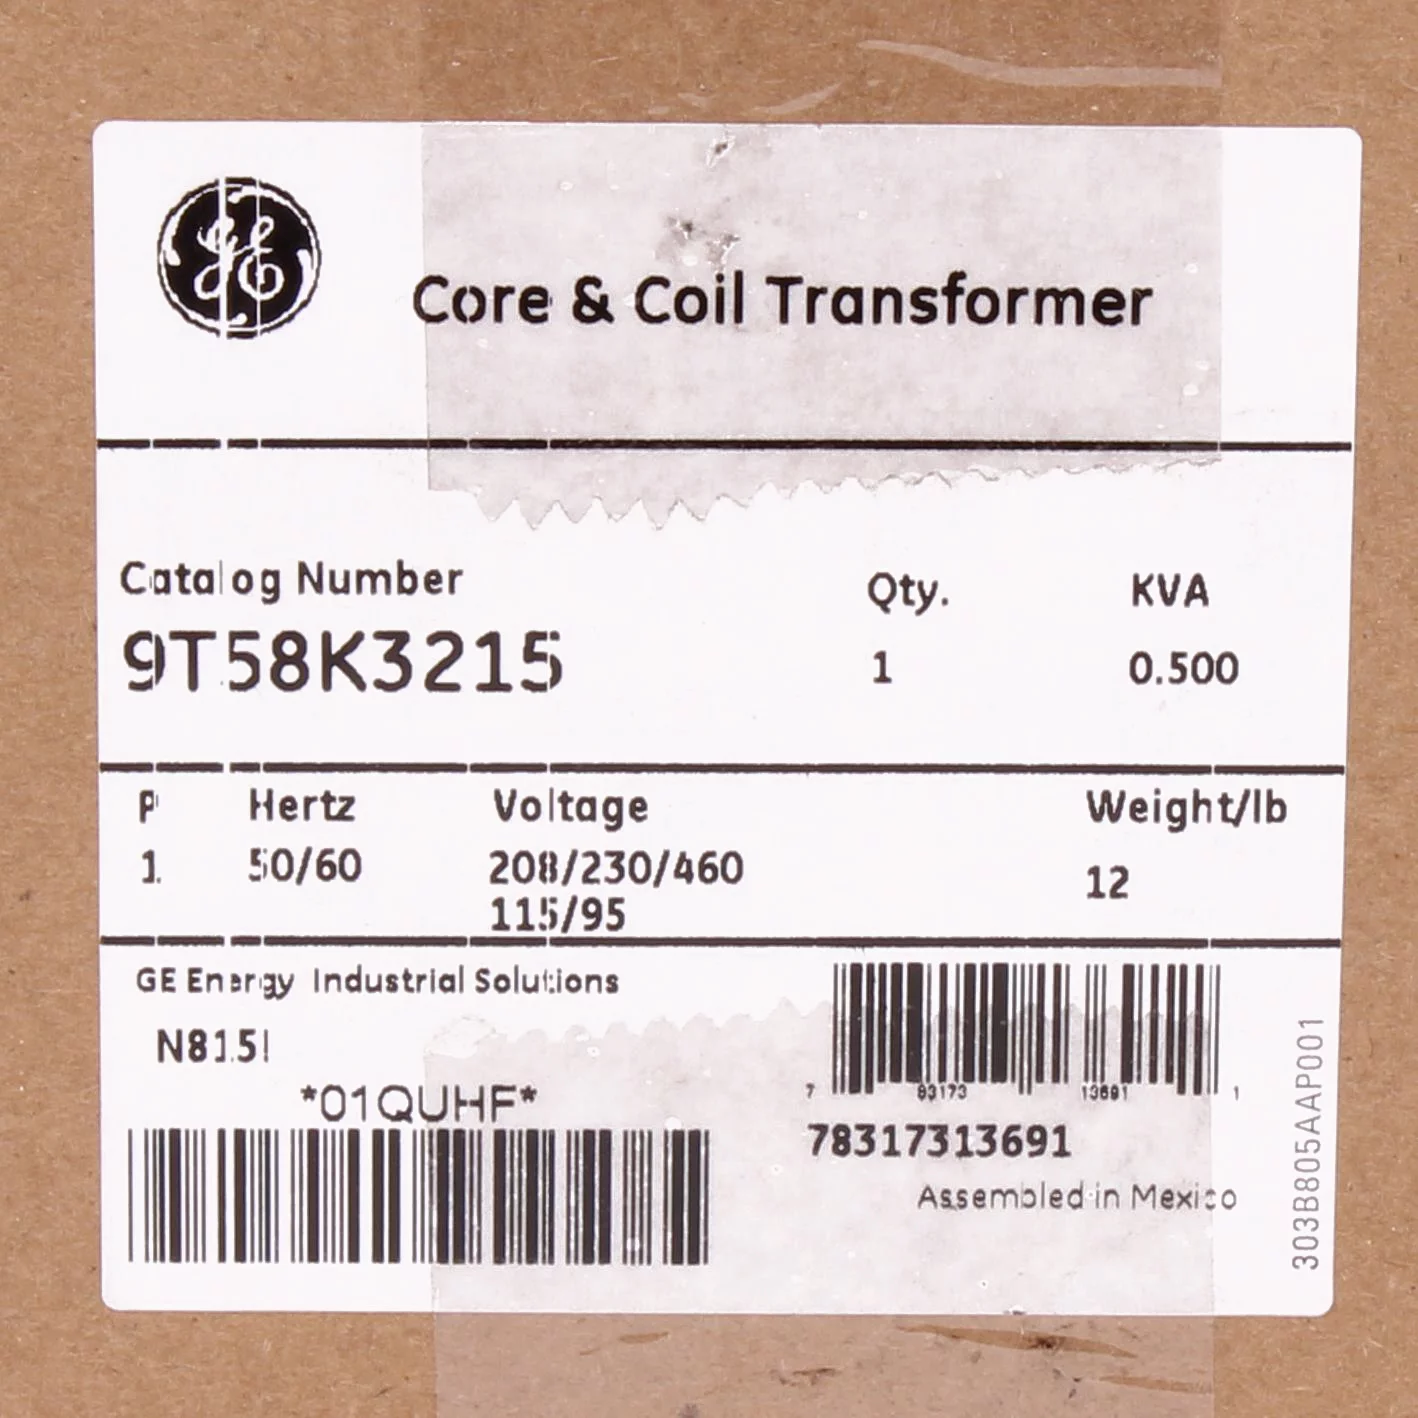 GE
Core & Coil Transformer
Catalog Number
9T58K3215
Qty.
1
KVA
0.500
P
1
Hertz
50/60
Voltage
208/230/460
115/95
Weight/lb
12
GE Energy Industrial Solutions
*01QUHF*
7 83173 13691 1
78317313691
Assembled in Mexico
303B805AAP001